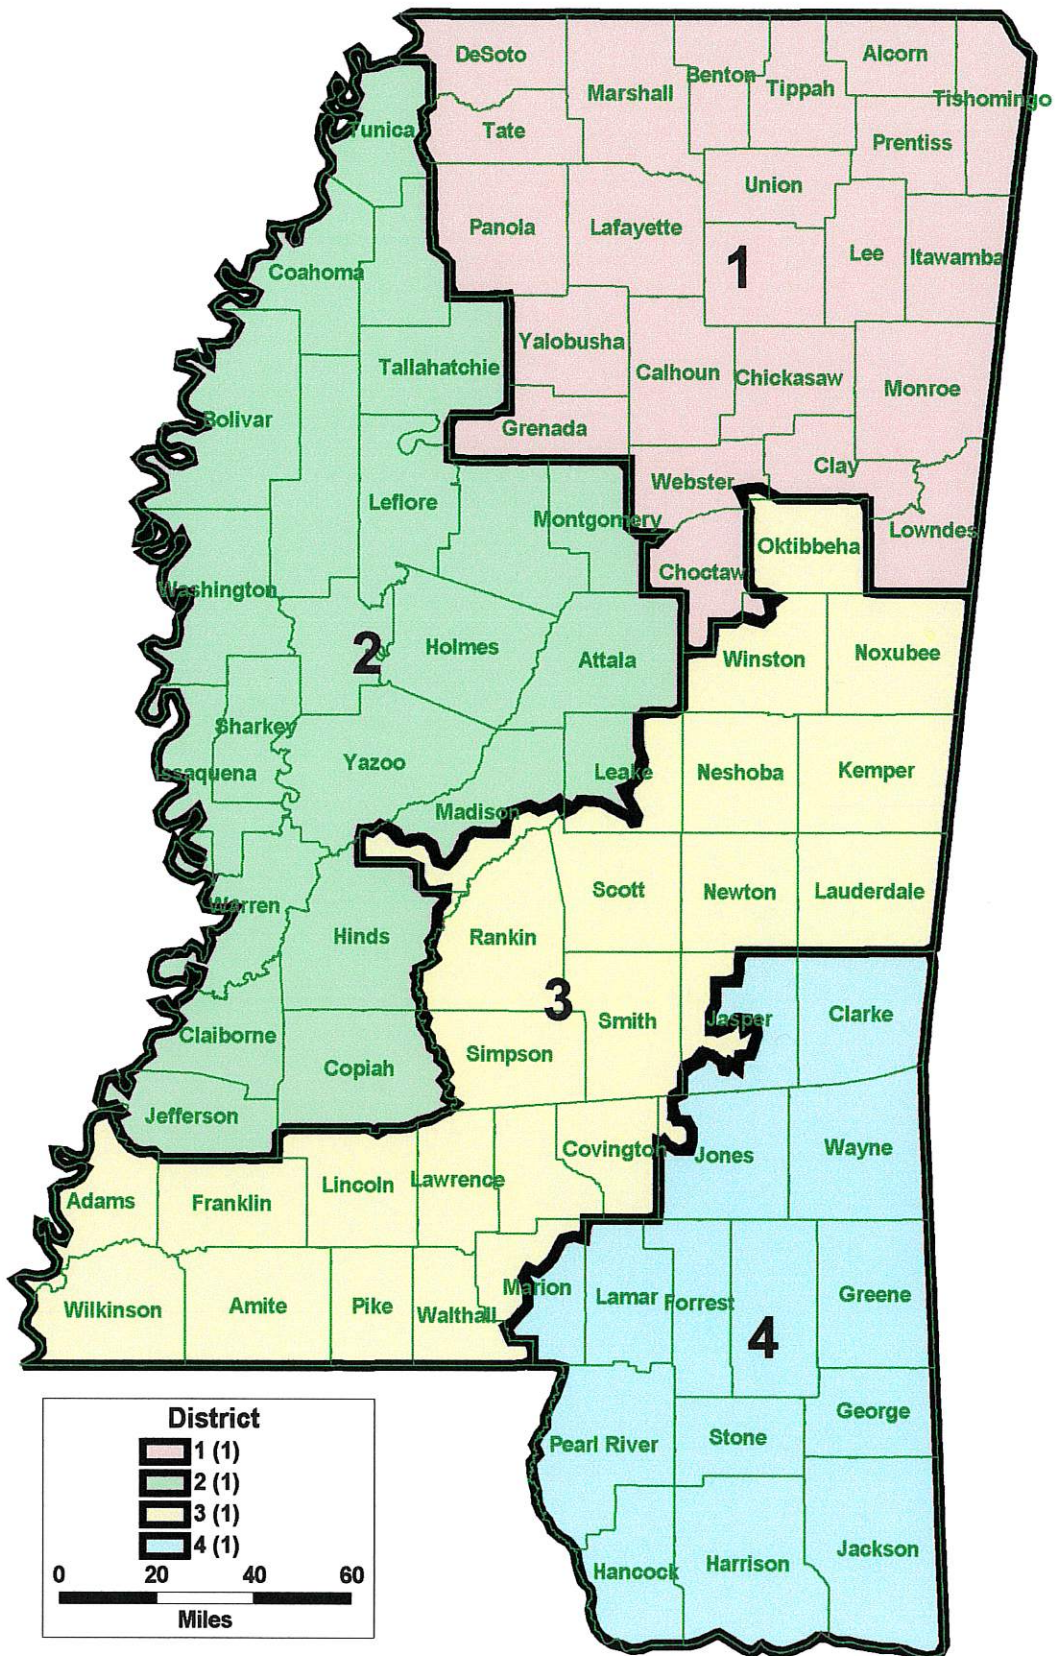 DeSoto
Marshall
Benton
Tippah
Alcorn
Tishomingo
Tunica
Tate
Prentiss
Union
Panola
Lafayette
Lee
Itawamba
1
Coahoma
Yalobusha
Tallahatchie
Calhoun
Chickasaw
Monroe
Bolivar
Grenada
Clay
Webster
Leflore
Montgomery
Lowndes
Oktibbeha
Choctaw
Washington
Holmes
2
Attala
Winston
Noxubee
Sharkey
Issaquena
Yazoo
Leake
Neshoba
Kemper
Madison
Scott
Newton
Lauderdale
Warren
Hinds
Rankin
3
Smith
Jasper
Clarke
Claiborne
Simpson
Copiah
Jefferson
Covington
Jones
Wayne
Adams
Franklin
Lincoln
Lawrence
Marion
Lamar
Forrest
Greene
Wilkinson
Amite
Pike
Walthall
4
George
Pearl River
Stone
Hancock
Harrison
Jackson
District
1 (1)
2 (1)
3 (1)
4 (1)
0 20 40 60
Miles